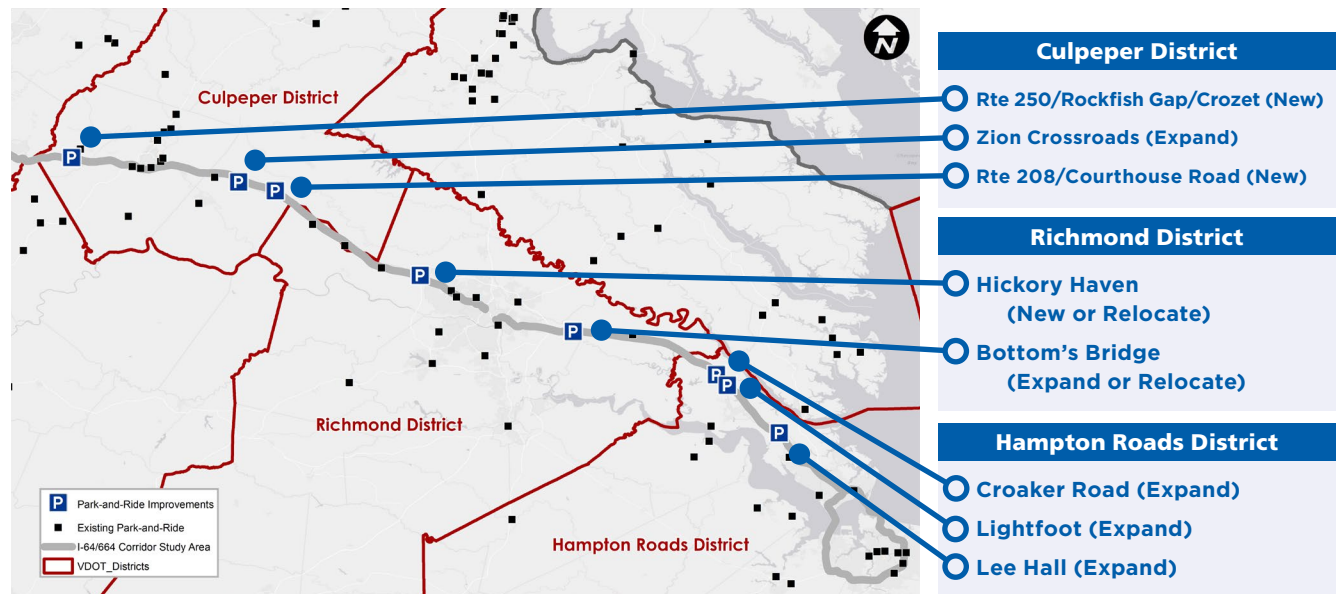 N
Culpeper District
Richmond District
Hampton Roads District
P
P
P
P
P
P
P
P
P Park-and-Ride Improvements
Existing Park-and-Ride
I-64/664 Corridor Study Area
VDOT_Districts
Culpeper District
Rte 250/Rockfish Gap/Crozet (New)
Zion Crossroads (Expand)
Rte 208/Courthouse Road (New)
Richmond District
Hickory Haven
(New or Relocate)
Bottom's Bridge
(Expand or Relocate)
Hampton Roads District
Croaker Road (Expand)
Lightfoot (Expand)
Lee Hall (Expand)